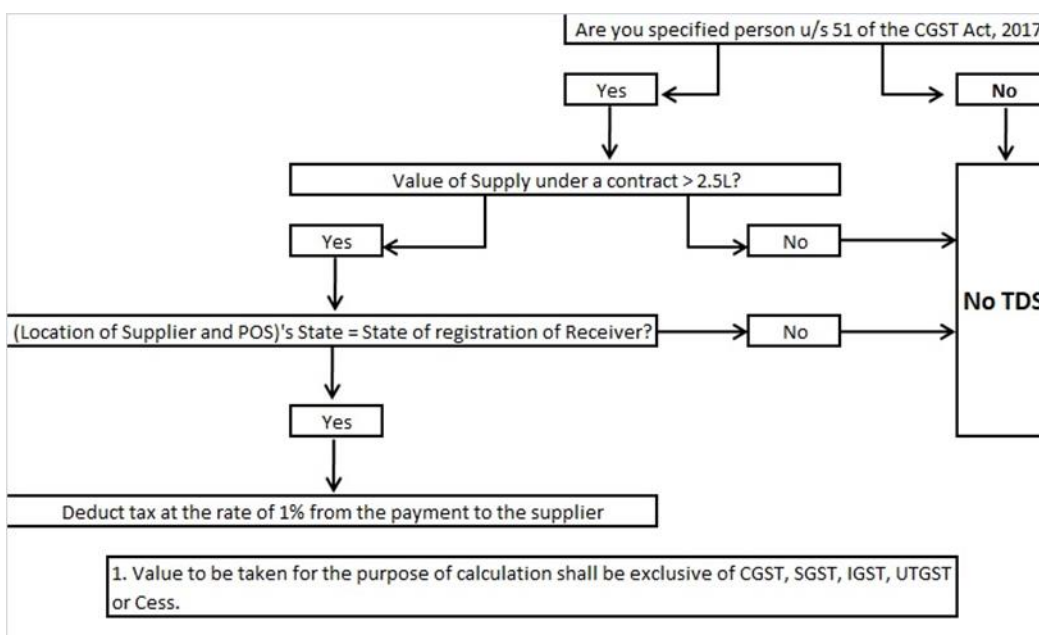 Are you specified person u/s 51 of the CGST Act, 2017
Yes
No
Value of Supply under a contract > 2.5L?
Yes
No
No TDS
(Location of Supplier and POS)'s State = State of registration of Receiver?
No
Yes
Deduct tax at the rate of 1% from the payment to the supplier
1. Value to be taken for the purpose of calculation shall be exclusive of CGST, SGST, IGST, UTGST
or Cess.